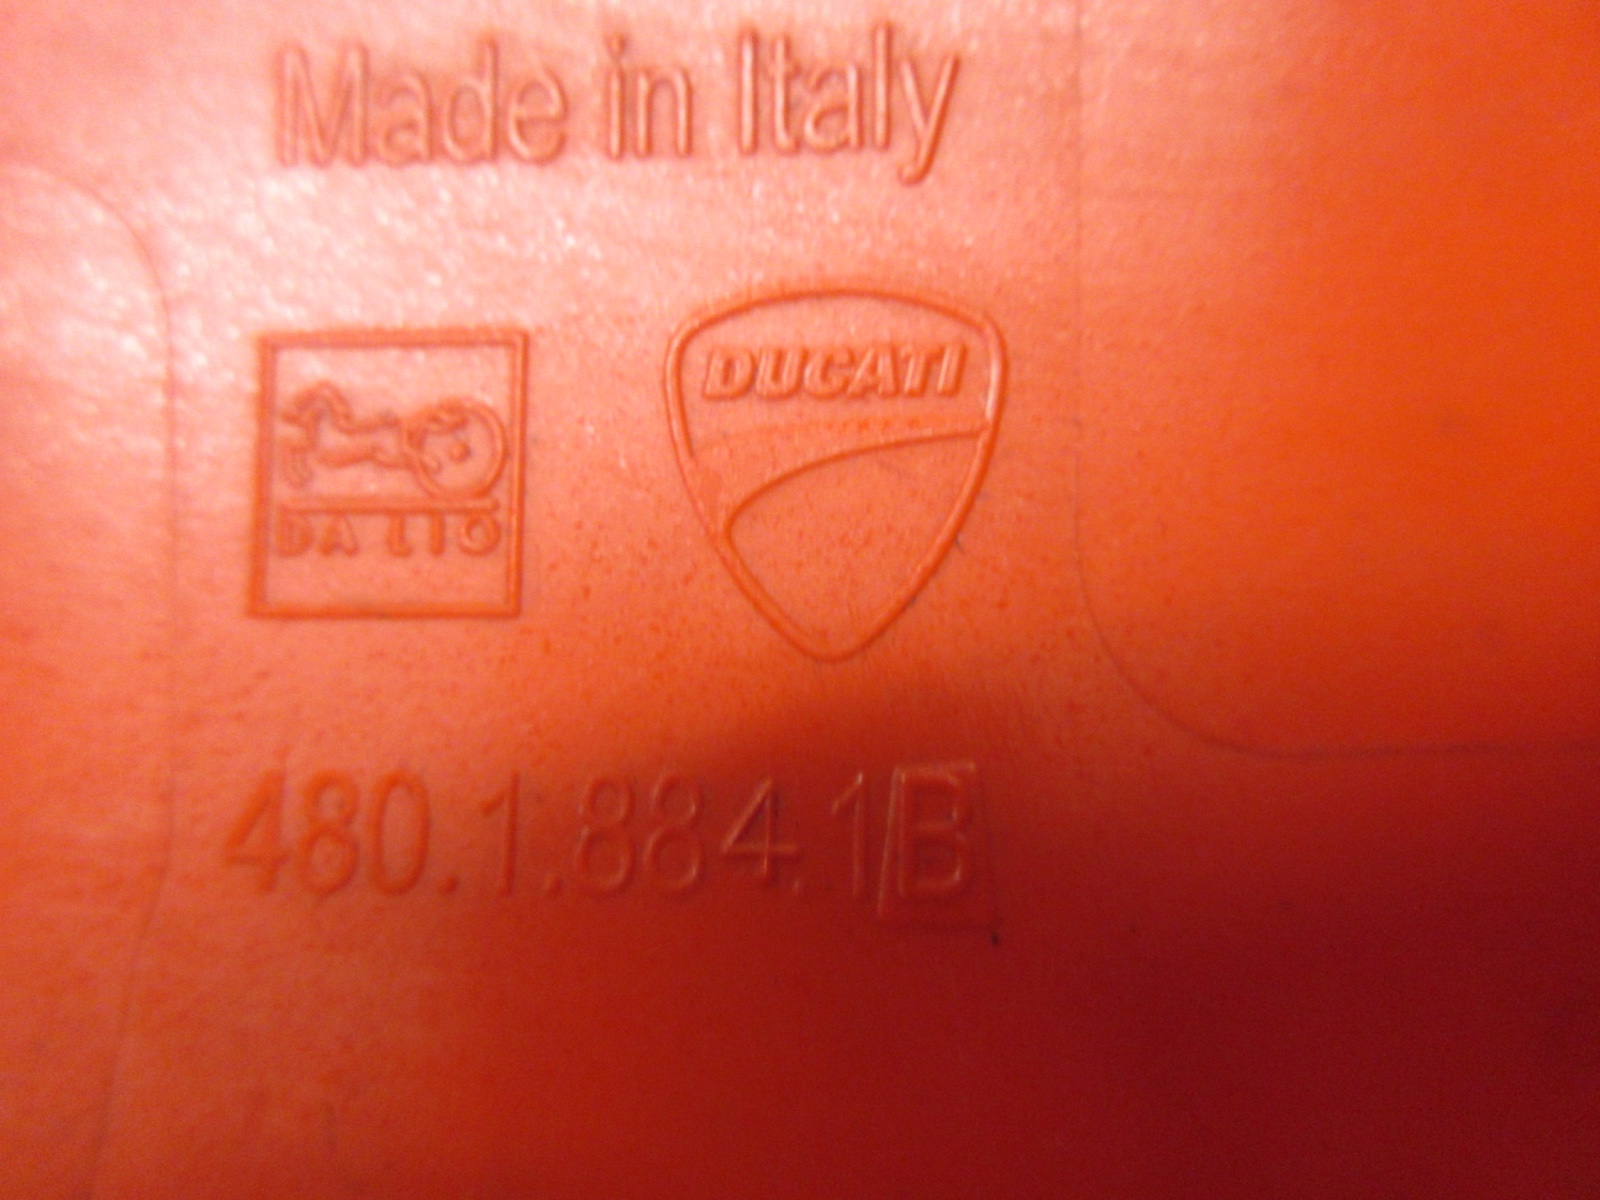 Made in Italy
DUCATI
DA LIO
480.1.884.1B